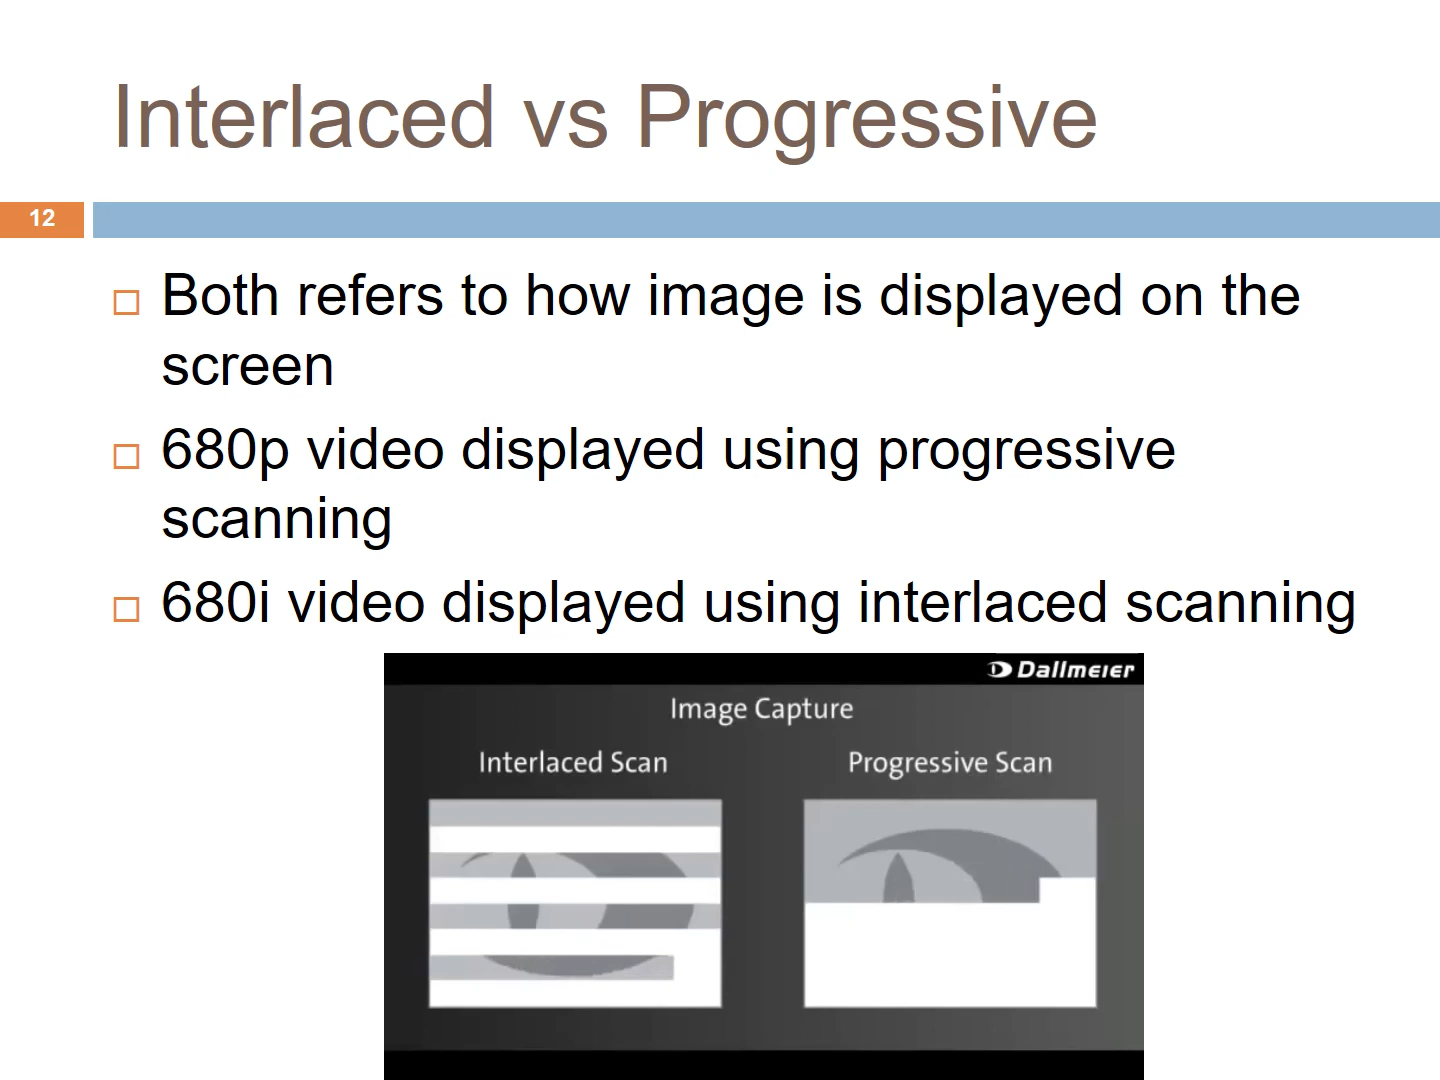 Interlaced vs Progressive
12
Both refers to how image is displayed on the
screen
680p video displayed using progressive
scanning
680i video displayed using interlaced scanning
Dallmeier
Image Capture
Interlaced Scan
Progressive Scan